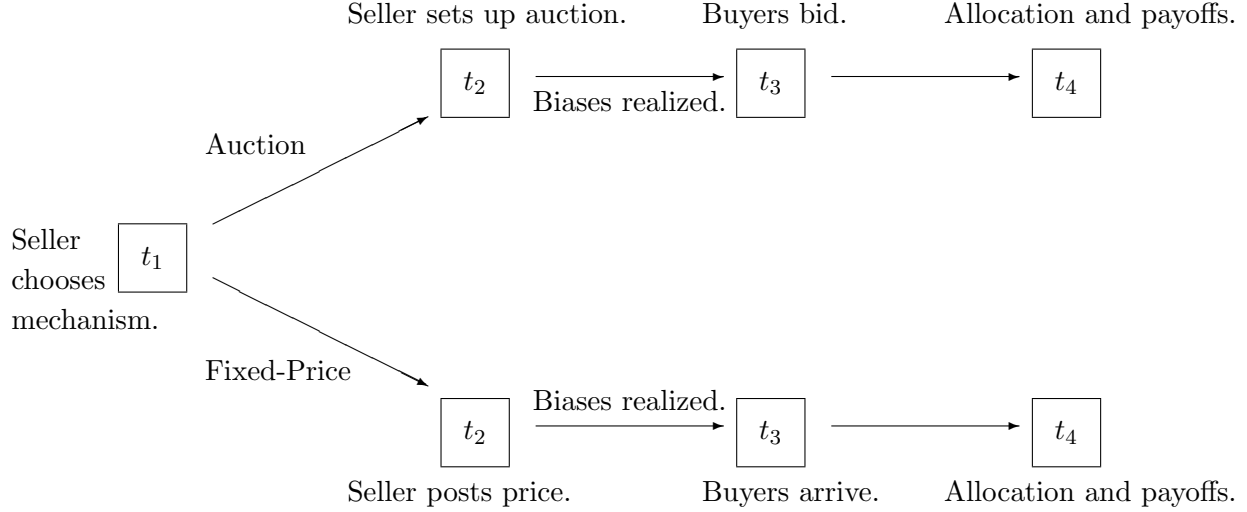 Seller sets up auction.
Buyers bid.
Allocation and payoffs.
t₂
t₃
t₄
Biases realized.
Auction
Seller
chooses
mechanism.
t₁
Fixed-Price
Biases realized.
t₂
t₃
t₄
Seller posts price.
Buyers arrive.
Allocation and payoffs.